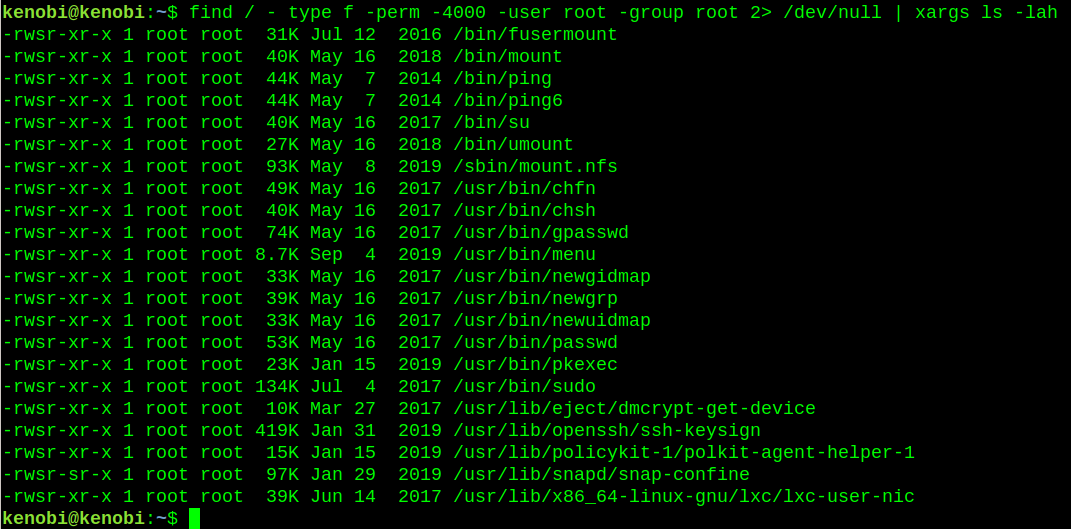 kenobi@kenobi:~$ find / - type f -perm -4000 -user root -group root 2> /dev/null | xargs ls -lah
-rwsr-xr-x 1 root root  31K Jul 12  2016 /bin/fusermount
-rwsr-xr-x 1 root root  40K May 16  2018 /bin/mount
-rwsr-xr-x 1 root root  44K May  7  2014 /bin/ping
-rwsr-xr-x 1 root root  44K May  7  2014 /bin/ping6
-rwsr-xr-x 1 root root  40K May 16  2017 /bin/su
-rwsr-xr-x 1 root root  27K May 16  2018 /bin/umount
-rwsr-xr-x 1 root root  93K May  8  2019 /sbin/mount.nfs
-rwsr-xr-x 1 root root  49K May 16  2017 /usr/bin/chfn
-rwsr-xr-x 1 root root  40K May 16  2017 /usr/bin/chsh
-rwsr-xr-x 1 root root  74K May 16  2017 /usr/bin/gpasswd
-rwsr-xr-x 1 root root 8.7K Sep  4  2019 /usr/bin/menu
-rwsr-xr-x 1 root root  33K May 16  2017 /usr/bin/newgidmap
-rwsr-xr-x 1 root root  39K May 16  2017 /usr/bin/newgrp
-rwsr-xr-x 1 root root  33K May 16  2017 /usr/bin/newuidmap
-rwsr-xr-x 1 root root  53K May 16  2017 /usr/bin/passwd
-rwsr-xr-x 1 root root  23K Jan 15  2019 /usr/bin/pkexec
-rwsr-xr-x 1 root root 134K Jul  4  2017 /usr/bin/sudo
-rwsr-xr-x 1 root root  10K Mar 27  2017 /usr/lib/eject/dmcrypt-get-device
-rwsr-xr-x 1 root root 419K Jan 31  2019 /usr/lib/openssh/ssh-keysign
-rwsr-xr-x 1 root root  15K Jan 15  2019 /usr/lib/policykit-1/polkit-agent-helper-1
-rwsr-sr-x 1 root root  97K Jan 29  2019 /usr/lib/snapd/snap-confine
-rwsr-xr-x 1 root root  39K Jun 14  2017 /usr/lib/x86_64-linux-gnu/lxc/lxc-user-nic
kenobi@kenobi:~$